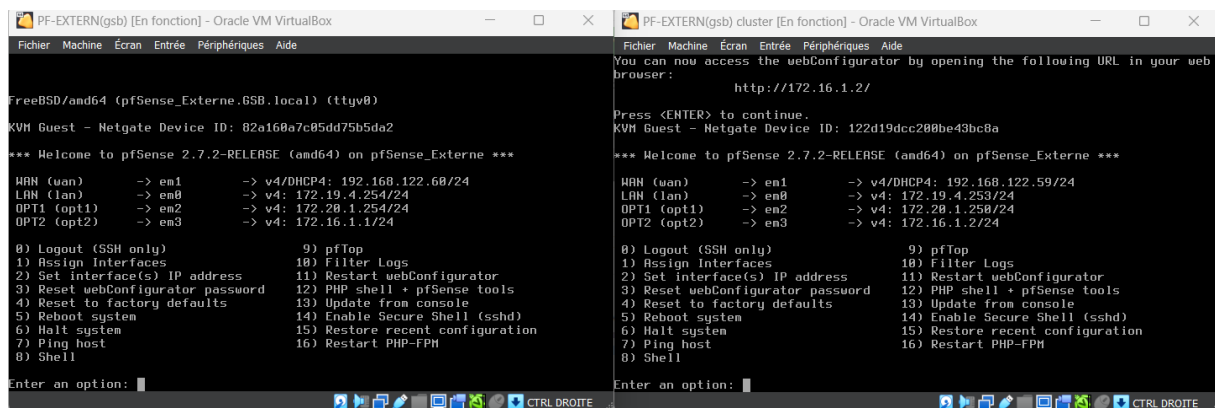 PF-EXTERN(gsb) [En fonction] - Oracle VM VirtualBox
Fichier Machine Écran Entrée Périphériques Aide
FreeBSD/amd64 (pfSense_Externe.GSB.local) (ttyv0)
KVM Guest - Netgate Device ID: 82a160a7c05dd75b5da2
*** Welcome to pfSense 2.7.2-RELEASE (amd64) on pfSense_Externe ***
WAN (wan) -> em1 -> v4/DHCP4: 192.168.122.60/24
LAN (lan) -> em0 -> v4: 172.19.4.254/24
OPT1 (opt1) -> em2 -> v4: 172.20.1.254/24
OPT2 (opt2) -> em3 -> v4: 172.16.1.1/24
0) Logout (SSH only) 9) pfTop
1) Assign Interfaces 10) Filter Logs
2) Set interface(s) IP address 11) Restart webConfigurator
3) Reset webConfigurator password 12) PHP shell + pfSense tools
4) Reset to factory defaults 13) Update from console
5) Reboot system 14) Enable Secure Shell (sshd)
6) Halt system 15) Restore recent configuration
7) Ping host 16) Restart PHP-FPM
8) Shell
Enter an option:
CTRL DROITE
PF-EXTERN(gsb) cluster [En fonction] - Oracle VM VirtualBox
Fichier Machine Écran Entrée Périphériques Aide
You can now access the webConfigurator by opening the following URL in your web
browser:
http://172.16.1.2/
Press <ENTER> to continue.
KVM Guest - Netgate Device ID: 122d19dcc200be43bc8a
*** Welcome to pfSense 2.7.2-RELEASE (amd64) on pfSense_Externe ***
WAN (wan) -> em1 -> v4/DHCP4: 192.168.122.59/24
LAN (lan) -> em0 -> v4: 172.19.4.253/24
OPT1 (opt1) -> em2 -> v4: 172.20.1.250/24
OPT2 (opt2) -> em3 -> v4: 172.16.1.2/24
0) Logout (SSH only) 9) pfTop
1) Assign Interfaces 10) Filter Logs
2) Set interface(s) IP address 11) Restart webConfigurator
3) Reset webConfigurator password 12) PHP shell + pfSense tools
4) Reset to factory defaults 13) Update from console
5) Reboot system 14) Enable Secure Shell (sshd)
6) Halt system 15) Restore recent configuration
7) Ping host 16) Restart PHP-FPM
8) Shell
Enter an option:
CTRL DROITE